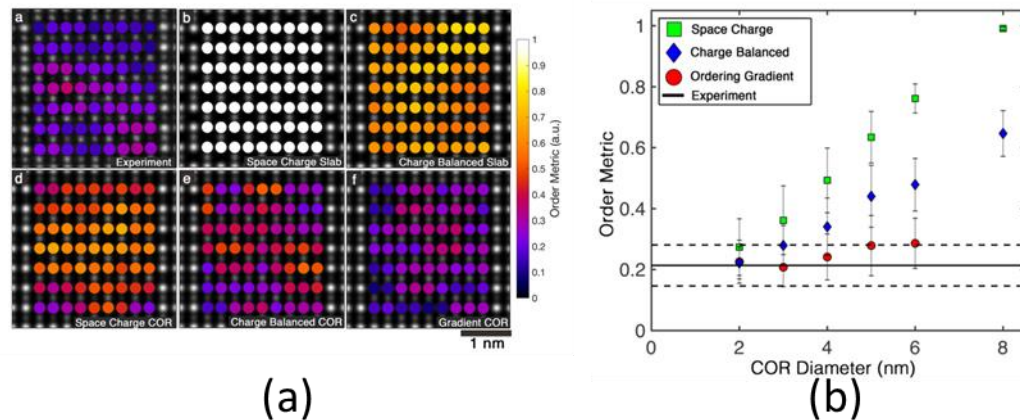 a
b
c
Experiment
Space Charge Slab
Charge Balanced Slab
d
e
f
Space Charge COR
Charge Balanced COR
Gradient COR
1
0.9
0.8
0.7
0.6
0.5
0.4
0.3
0.2
0.1
0
Order Metric (a.u.)
1 nm
(a)
Space Charge
Charge Balanced
Ordering Gradient
Experiment
Order Metric
1
0.8
0.6
0.4
0.2
0
0 2 4 6 8
COR Diameter (nm)
(b)